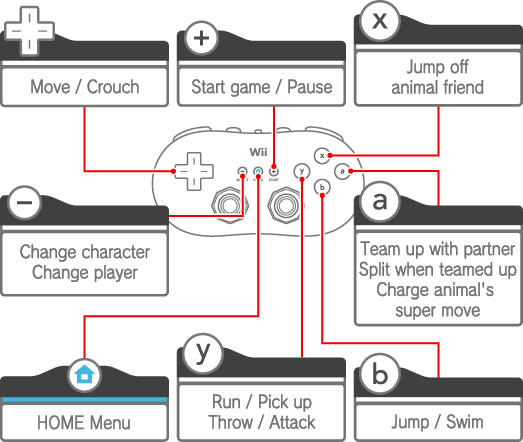 +
x
Move / Crouch
Start game / Pause
Jump off
animal friend
Wii
x
y
a
b
START
−
Change character
Change player
a
Team up with partner
Split when teamed up
Charge animal's
super move
HOME Menu
y
Run / Pick up
Throw / Attack
b
Jump / Swim